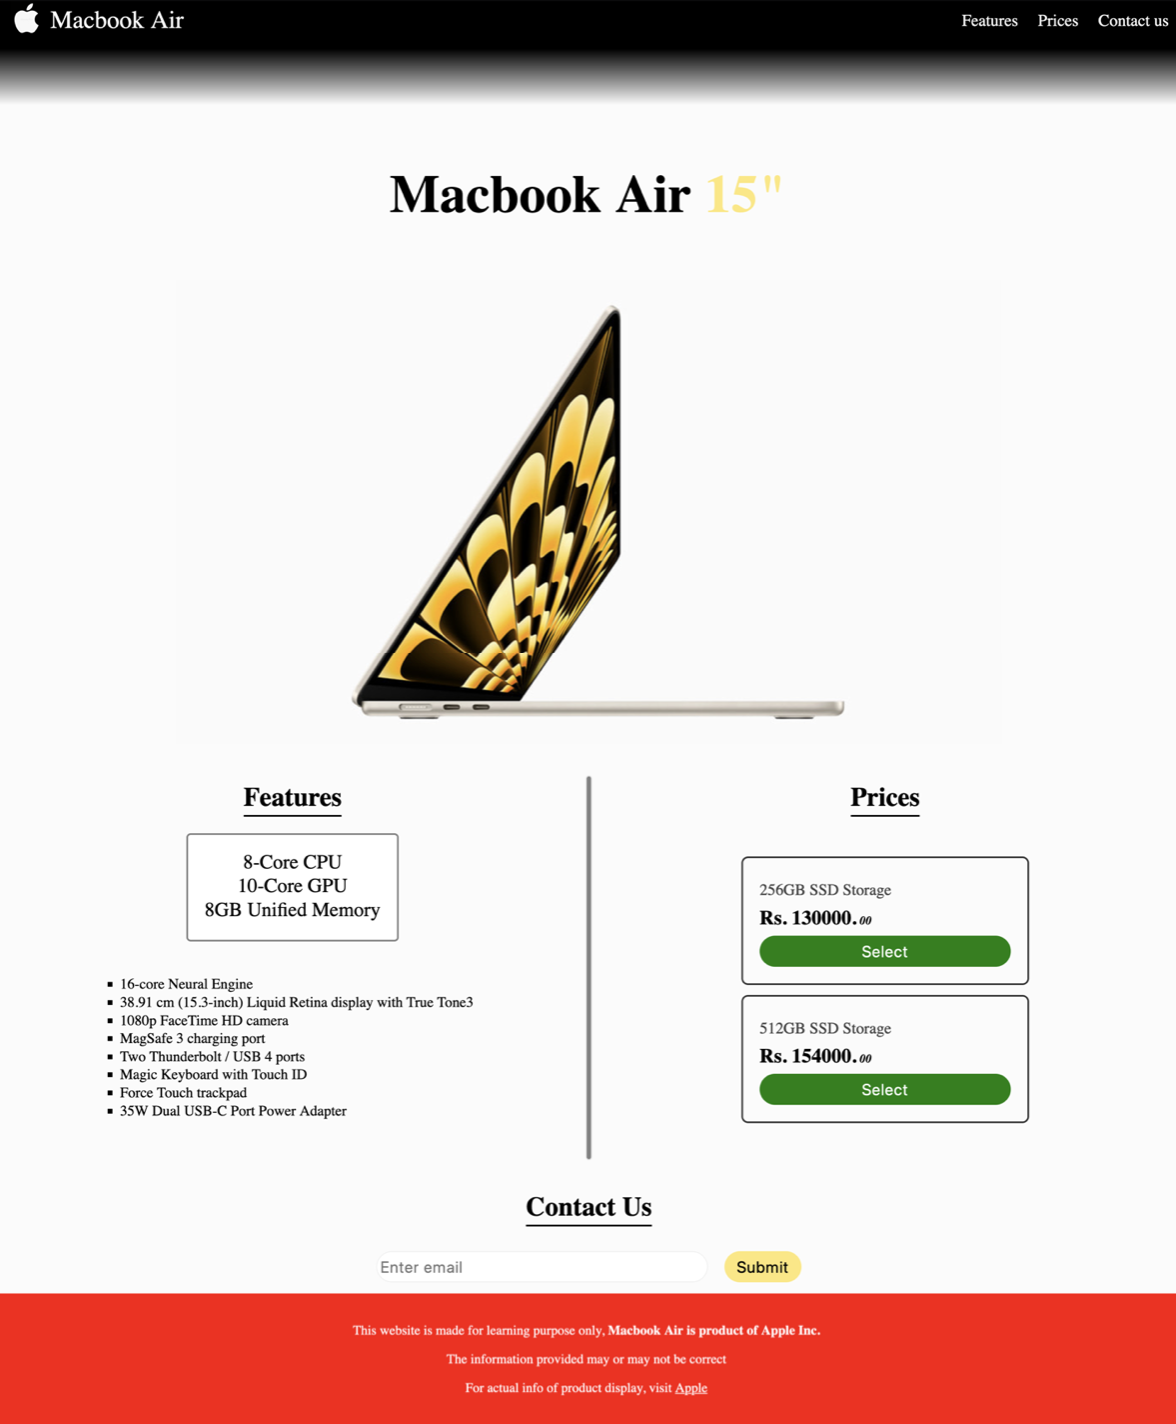 Macbook Air
Features Prices Contact us
Macbook Air 15"
Features
8-Core CPU
10-Core GPU
8GB Unified Memory
16-core Neural Engine
38.91 cm (15.3-inch) Liquid Retina display with True Tone3
1080p FaceTime HD camera
MagSafe 3 charging port
Two Thunderbolt / USB 4 ports
Magic Keyboard with Touch ID
Force Touch trackpad
35W Dual USB-C Port Power Adapter
Prices
256GB SSD Storage
Rs. 130000.00
Select
512GB SSD Storage
Rs. 154000.00
Select
Contact Us
Enter email
Submit
This website is made for learning purpose only, Macbook Air is product of Apple Inc.
The information provided may or may not be correct
For actual info of product display, visit Apple